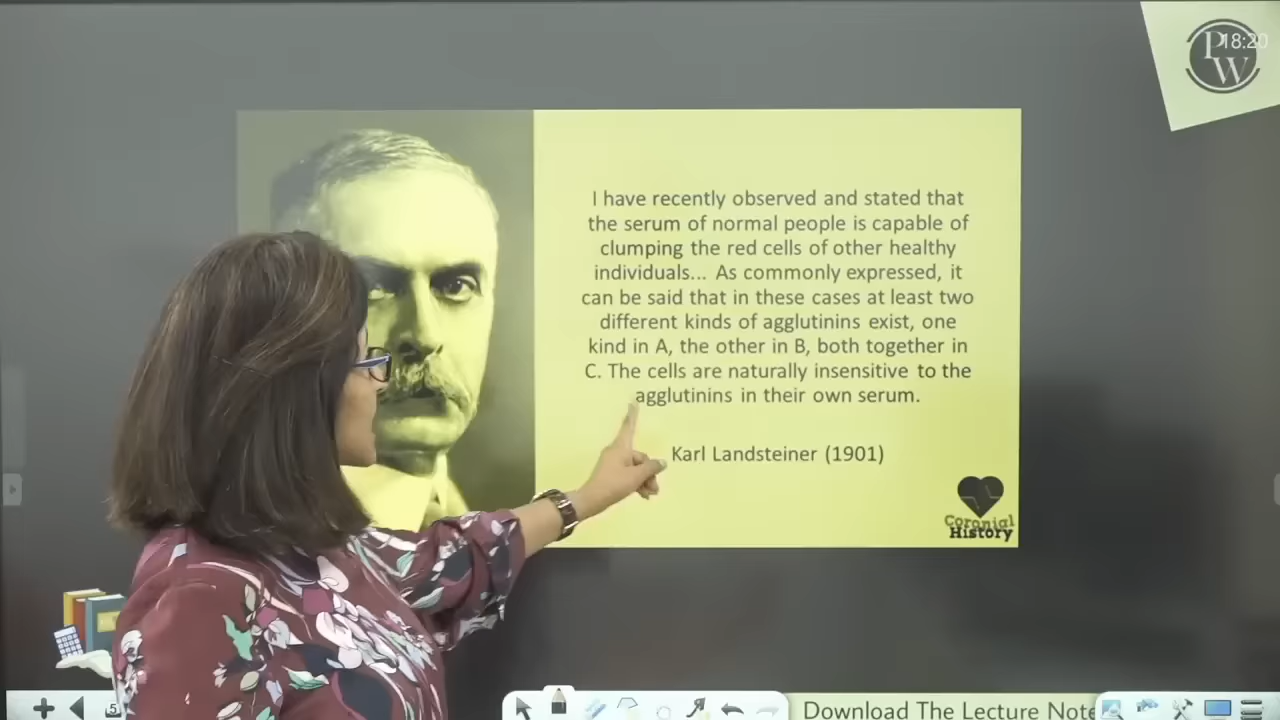 PW
18:20
I have recently observed and stated that
the serum of normal people is capable of
clumping the red cells of other healthy
individuals... As commonly expressed, it
can be said that in these cases at least two
different kinds of agglutinins exist, one
kind in A, the other in B, both together in
C. The cells are naturally insensitive to the
agglutinins in their own serum.
Karl Landsteiner (1901)
Coronial
History
5
Download The Lecture Note